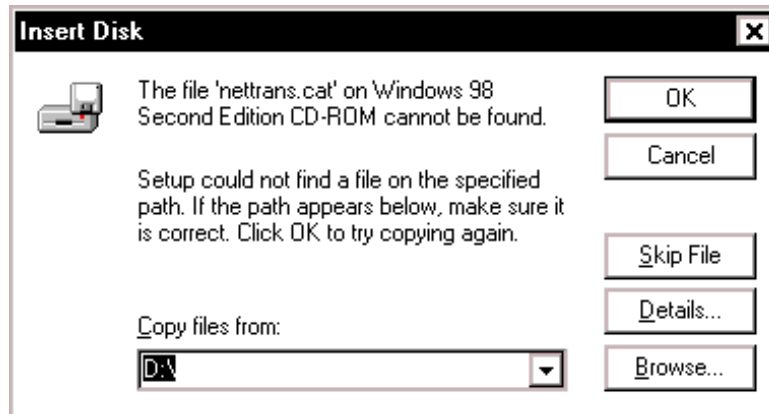 Insert Disk
The file 'nettrans.cat' on Windows 98
Second Edition CD-ROM cannot be found.
Setup could not find a file on the specified
path. If the path appears below, make sure it
is correct. Click OK to try copying again.
Copy files from:
D:\
OK
Cancel
Skip File
Details...
Browse...